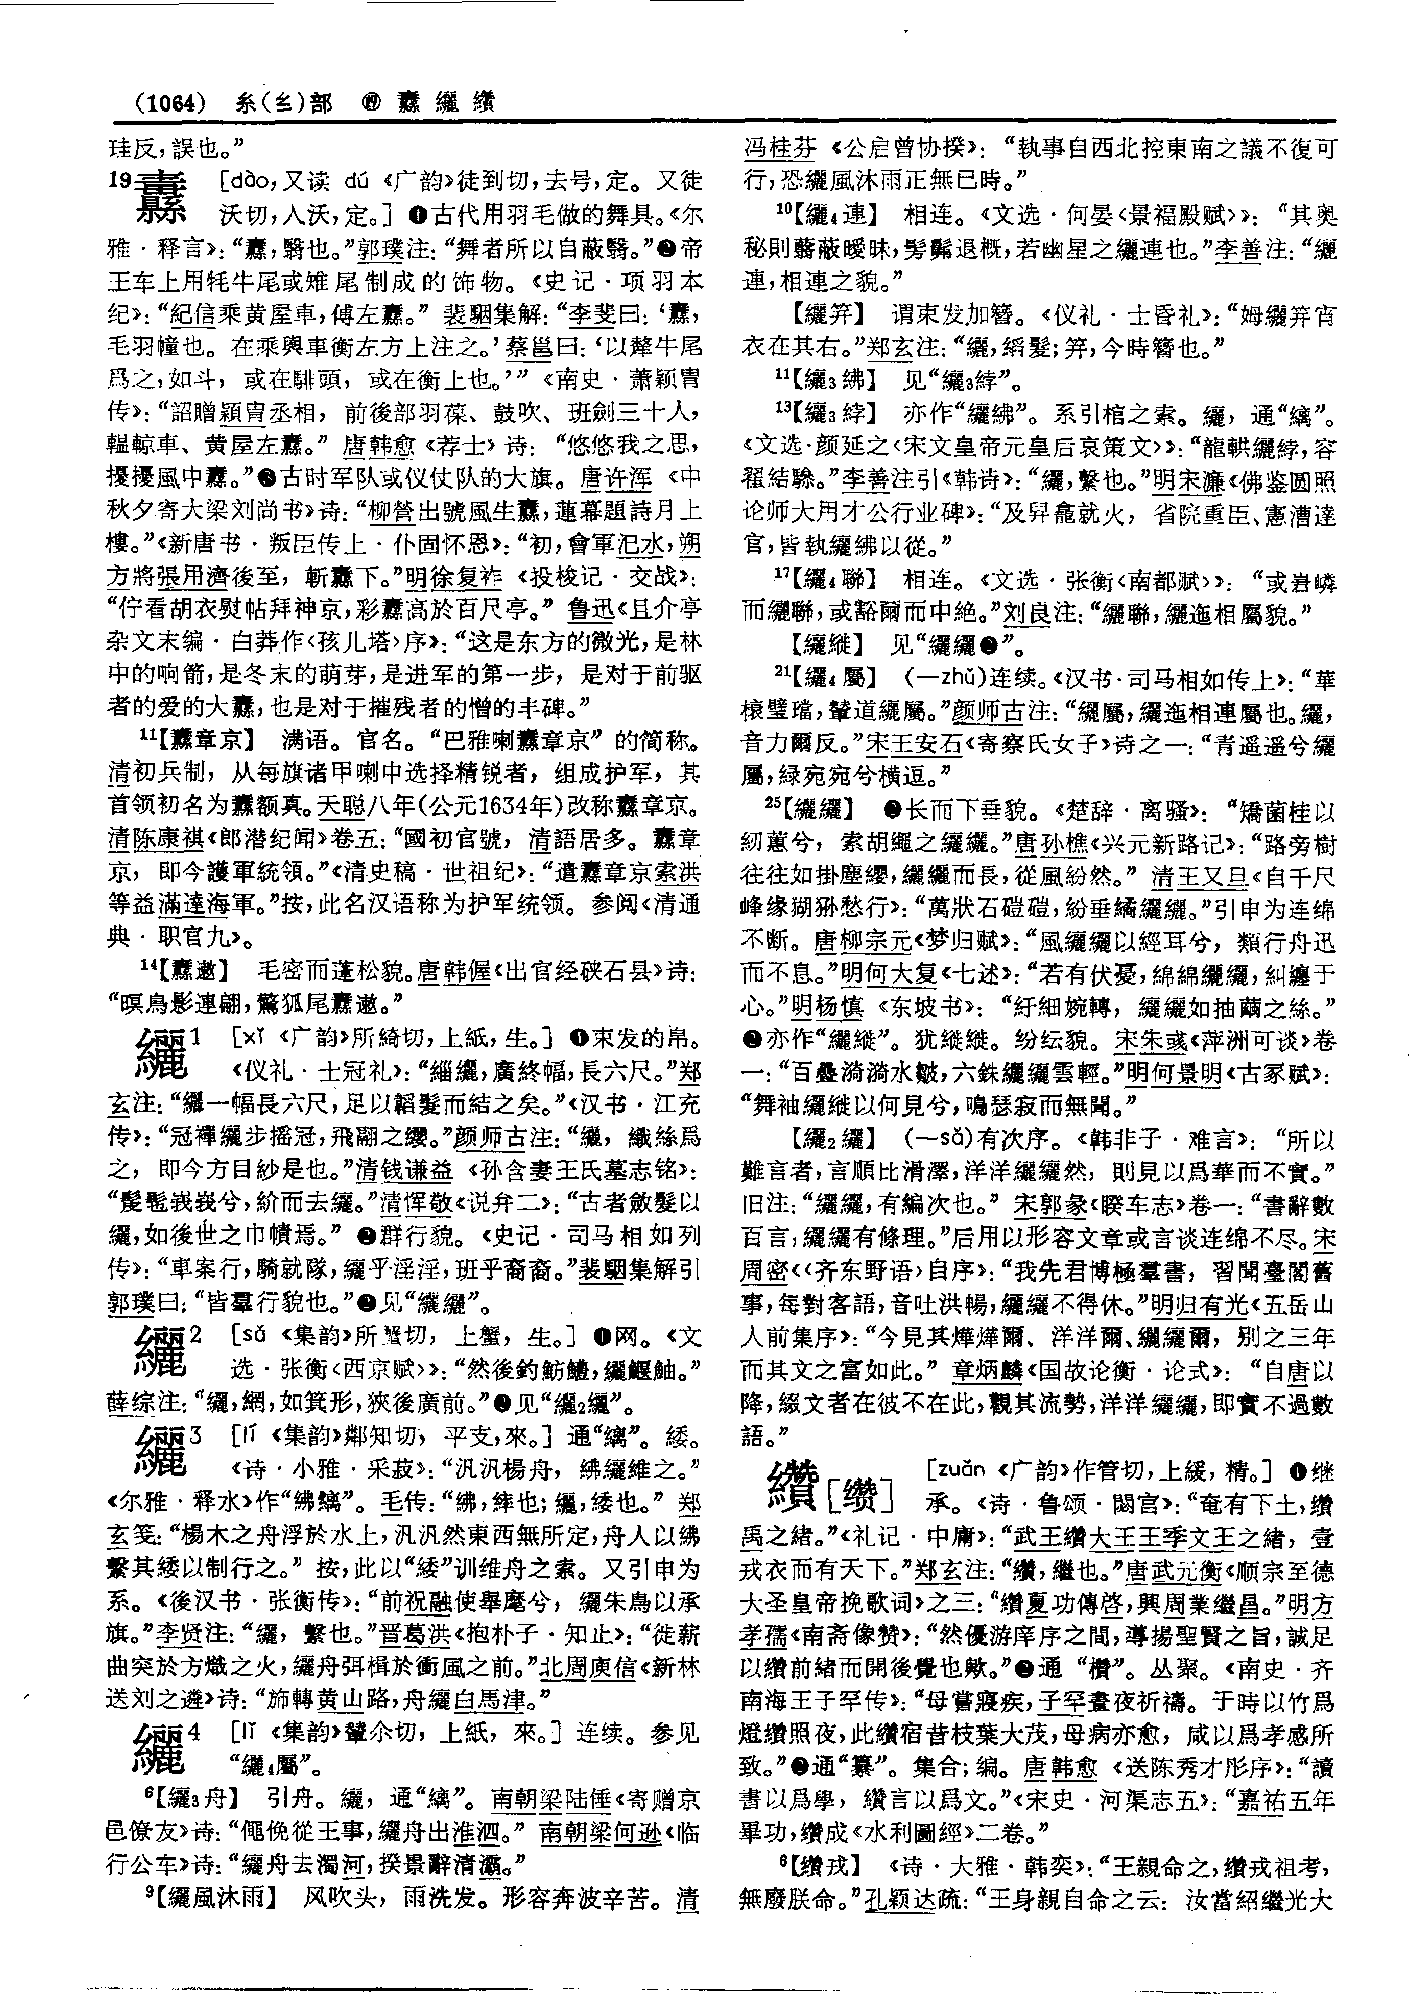 (1064) 糸(纟)部 ⑲ 纛 纚 纘
珪反，誤也。”
19纛 [dào，又读 dú 《广韵》徒到切，去号，定。又徒
沃切，入沃，定。] ❶古代用羽毛做的舞具。《尔
雅·释言》：“纛，翳也。”郭璞注：“舞者所以自蔽翳。”❷帝
王车上用牦牛尾或雉尾制成的饰物。《史记·项羽本
纪》：“紀信乘黄屋車，傅左纛。” 裴駰集解：“李斐曰：‘纛，
毛羽幢也。在乘輿車衡左方上注之。’蔡邕曰：‘以犛牛尾
爲之，如斗，或在騑頭，或在衡上也。’” 《南史·萧颖冑
传》：“詔贈穎胄丞相，前後部羽葆、鼓吹、班劍三十人，
轀輬車、黄屋左纛。” 唐韩愈《荐士》诗：“悠悠我之思，
擾擾風中纛。”❸古时军队或仪仗队的大旗。唐许浑《中
秋夕寄大梁刘尚书》诗：“柳營出號風生纛，蓮幕題詩月上
樓。”《新唐书·叛臣传上·仆固怀恩》：“初，會軍汜水，朔
方將張用濟後至，斬纛下。”明徐复祚《投梭记·交战》：
“佇看胡衣熨帖拜神京，彩纛高於百尺亭。” 鲁迅《且介亭
杂文末编·白莽作〈孩儿塔〉序》：“这是东方的微光，是林
中的响箭，是冬末的萌芽，是进军的第一步，是对于前驱
者的爱的大纛，也是对于摧残者的憎的丰碑。”
11【纛章京】 满语。官名。“巴雅喇纛章京”的简称。
清初兵制，从每旗诸甲喇中选择精锐者，组成护军，其
首领初名为纛额真。天聪八年(公元1634年)改称纛章京。
清陈康祺《郎潜纪闻》卷五：“國初官號，清語居多。纛章
京，即今護軍統領。”《清史稿·世祖纪》：“遣纛章京索洪
等益滿達海軍。”按，此名汉语称为护军统领。参阅《清通
典·职官九》。
14【纛遬】 毛密而蓬松貌。唐韩偓《出官经硖石县》诗：
“暝鳥影連翩，驚狐尾纛遬。”
纚1 [xǐ 《广韵》所綺切，上紙，生。] ❶束发的帛。
《仪礼·士冠礼》：“緇纚，廣終幅，長六尺。”郑
玄注：“纚一幅長六尺，足以韜髮而結之矣。”《汉书·江充
传》：“冠襌纚步摇冠，飛翮之纓。”颜师古注：“纚，織絲爲
之，即今方目紗是也。”清钱谦益《孙含妻王氏墓志铭》：
“髮髢峩峩兮，紒而去纚。”清恽敬《说弁二》：“古者斂髮以
纚，如後世之巾幘焉。” ❷群行貌。《史记·司马相如列
传》：“車案行，騎就隊，纚乎淫淫，班乎裔裔。”裴駰集解引
郭璞曰：“皆羣行貌也。”❸见“纚纚”。
纚2 [sǎ 《集韵》所蟹切，上蟹，生。] ❶网。《文
选·张衡〈西京赋〉》：“然後釣魴鱧，纚鰋鮋。”
薛综注：“纚，網，如箕形，狹後廣前。”❷见“纚2纚”。
纚3 [lí 《集韵》鄰知切，平支，來。] 通“縭”。緌。
《诗·小雅·采菽》：“汎汎楊舟，紼纚維之。”
《尔雅·释水》作“紼縭”。毛传：“紼，繂也；纚，緌也。” 郑
玄笺：“楊木之舟浮於水上，汎汎然東西無所定，舟人以紼
繫其緌以制行之。” 按，此以“緌”训维舟之索。又引申为
系。《後汉书·张衡传》：“前祝融使舉麾兮，纚朱鳥以承
旗。”李贤注：“纚，繫也。”晋葛洪《抱朴子·知止》：“徙薪
曲突於方熾之火，纚舟弭楫於衝風之前。”北周庾信《新林
送刘之遴》诗：“旆轉黄山路，舟纚白馬津。”
纚4 [lǐ 《集韵》輦尒切，上紙，來。] 连续。参见
“纚4屬”。
6【纚3舟】 引舟。纚，通“縭”。南朝梁陆倕《寄赠京
邑僚友》诗：“僶俛從王事，纚舟出淮泗。” 南朝梁何逊《临
行公车》诗：“纚舟去濁河，揆景辭清灞。”
9【纚風沐雨】 风吹头，雨洗发。形容奔波辛苦。清
冯桂芬《公启曾协揆》：“執事自西北控東南之議不復可
行，恐纚風沐雨正無已時。”
10【纚4連】 相连。《文选·何晏〈景福殿赋〉》：“其奥
秘則翳蔽曖昧，髣髴退概，若幽星之纚連也。”李善注：“纚
連，相連之貌。”
【纚笄】 谓束发加簪。《仪礼·士昏礼》：“姆纚笄宵
衣在其右。”郑玄注：“纚，縚髮；笄，今時簪也。”
11【纚3紼】 见“纚3綍”。
13【纚3綍】 亦作“纚紼”。系引棺之索。纚，通“縭”。
《文选·颜延之〈宋文皇帝元皇后哀策文〉》：“龍輁纚綍，容
翟結驂。”李善注引《韩诗》：“纚，繫也。”明宋濂《佛鉴圆照
论师大用才公行业碑》：“及舁龕就火，省院重臣、憲漕達
官，皆執纚紼以從。”
17【纚4聯】 相连。《文选·张衡〈南都赋〉》：“或岩嶙
而纚聯，或豁爾而中絶。”刘良注：“纚聯，纚迤相屬貌。”
【纚縰】 见“纚纚❷”。
21【纚4屬】 (—zhǔ)连续。《汉书·司马相如传上》：“華
榱璧璫，輦道纚屬。”颜师古注：“纚屬，纚迤相連屬也。纚，
音力爾反。”宋王安石《寄察氏女子》诗之一：“青遥遥兮纚
屬，緑宛宛兮横逗。”
25【纚纚】 ❶长而下垂貌。《楚辞·离骚》：“矯菌桂以
紉蕙兮，索胡繩之纚纚。”唐孙樵《兴元新路记》：“路旁樹
往往如掛塵纓，纚纚而長，從風紛然。” 清王又旦《自千尺
峰缘猢狲愁行》：“萬狀石磑磑，紛垂繘纚纚。”引申为连绵
不断。唐柳宗元《梦归赋》：“風纚纚以經耳兮，類行舟迅
而不息。”明何大复《七述》：“若有伏憂，綿綿纚纚，糾纏于
心。”明杨慎《东坡书》：“紆細婉轉，纚纚如抽繭之絲。”
❷亦作“纚縰”。犹縰縰。纷纭貌。宋朱彧《萍洲可谈》卷
一：“百疊漪漪水皺，六銖纚纚雲輕。”明何景明《古冢赋》：
“舞袖纚縰以何見兮，鳴瑟寂而無聞。”
【纚2纚】 (—sǎ)有次序。《韩非子·难言》：“所以
難言者，言順比滑澤，洋洋纚纚然，則見以爲華而不實。”
旧注：“纚纚，有編次也。” 宋郭彖《睽车志》卷一：“書辭數
百言，纚纚有條理。”后用以形容文章或言谈连绵不尽。宋
周密《〈齐东野语〉自序》：“我先君博極羣書，習聞臺閣舊
事，每對客語，音吐洪暢，纚纚不得休。”明归有光《五岳山
人前集序》：“今見其燁燁爾、洋洋爾、纚纚爾，别之三年
而其文之富如此。” 章炳麟《国故论衡·论式》：“自唐以
降，綴文者在彼不在此，觀其流勢，洋洋纚纚，即實不過數
語。”
纘[缵] [zuǎn 《广韵》作管切，上緩，精。] ❶继
承。《诗·鲁颂·閟宫》：“奄有下土，纘
禹之緒。”《礼记·中庸》：“武王纘大王王季文王之緒，壹
戎衣而有天下。”郑玄注：“纘，繼也。”唐武元衡《顺宗至德
大圣皇帝挽歌词》之三：“纘夏功傳啓，興周業繼昌。”明方
孝孺《南斋像赞》：“然優游庠序之間，導揚聖賢之旨，誠足
以纘前緒而開後覺也歟。”❷通“欑”。丛聚。《南史·齐
南海王子罕传》：“母嘗寢疾，子罕晝夜祈禱。于時以竹爲
燈纘照夜，此纘宿昔枝葉大茂，母病亦愈，咸以爲孝感所
致。”❸通“纂”。集合；编。唐韩愈《送陈秀才彤序》：“讀
書以爲學，纘言以爲文。”《宋史·河渠志五》：“嘉祐五年
畢功，纘成《水利圖經》二卷。”
6【纘戎】 《诗·大雅·韩奕》：“王親命之，纘戎祖考，
無廢朕命。”孔颖达疏：“王身親自命之云：汝當紹繼光大